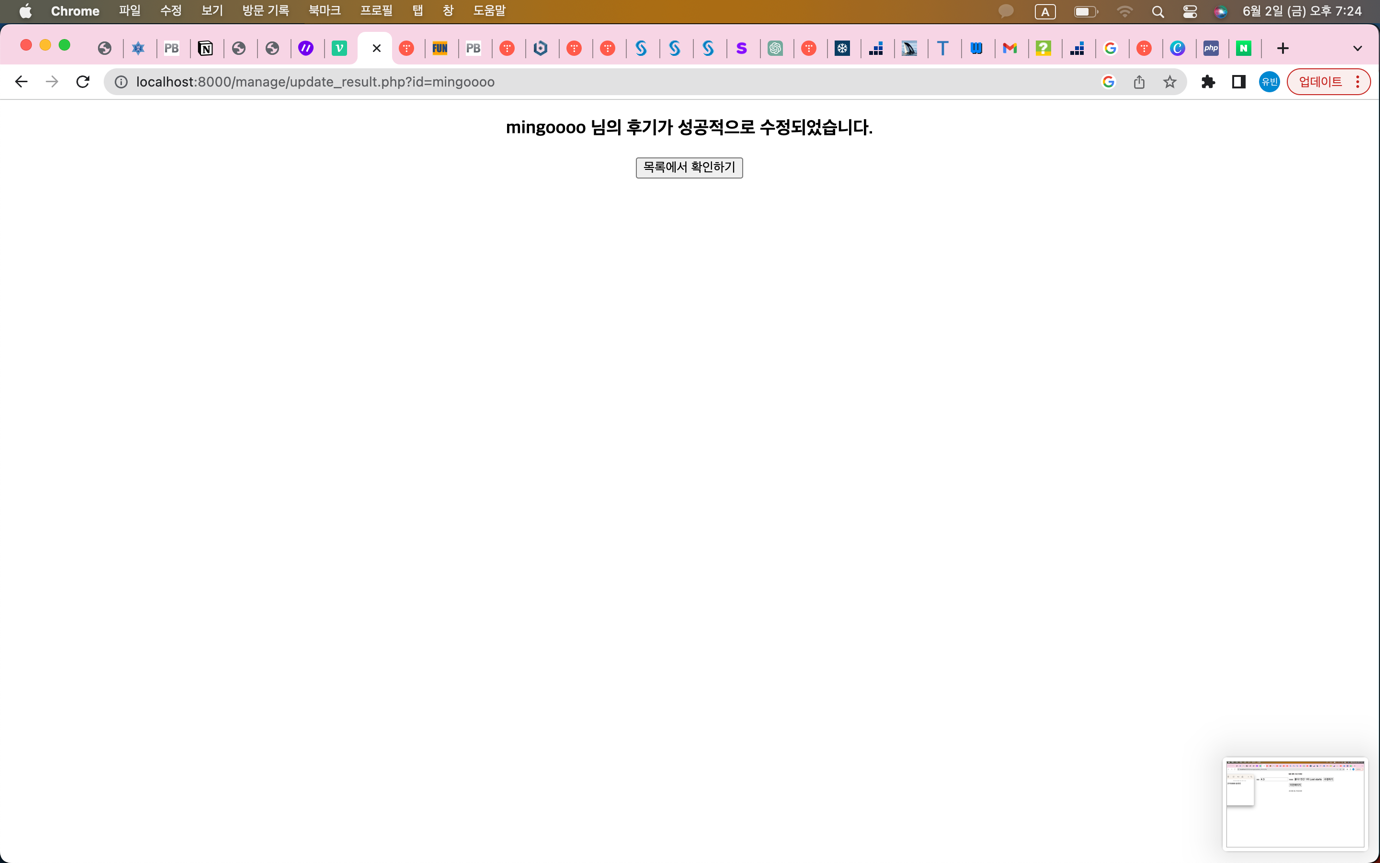 Chrome 파일 수정 보기 방문 기록 북마크 프로필 탭 창 도움말 A 6월 2일 (금) 오후 7:24
PB N V FUN PB S T php N
localhost:8000/manage/update_result.php?id=mingoooo 유빈 업데이트
mingoooo 님의 후기가 성공적으로 수정되었습니다.
목록에서 확인하기